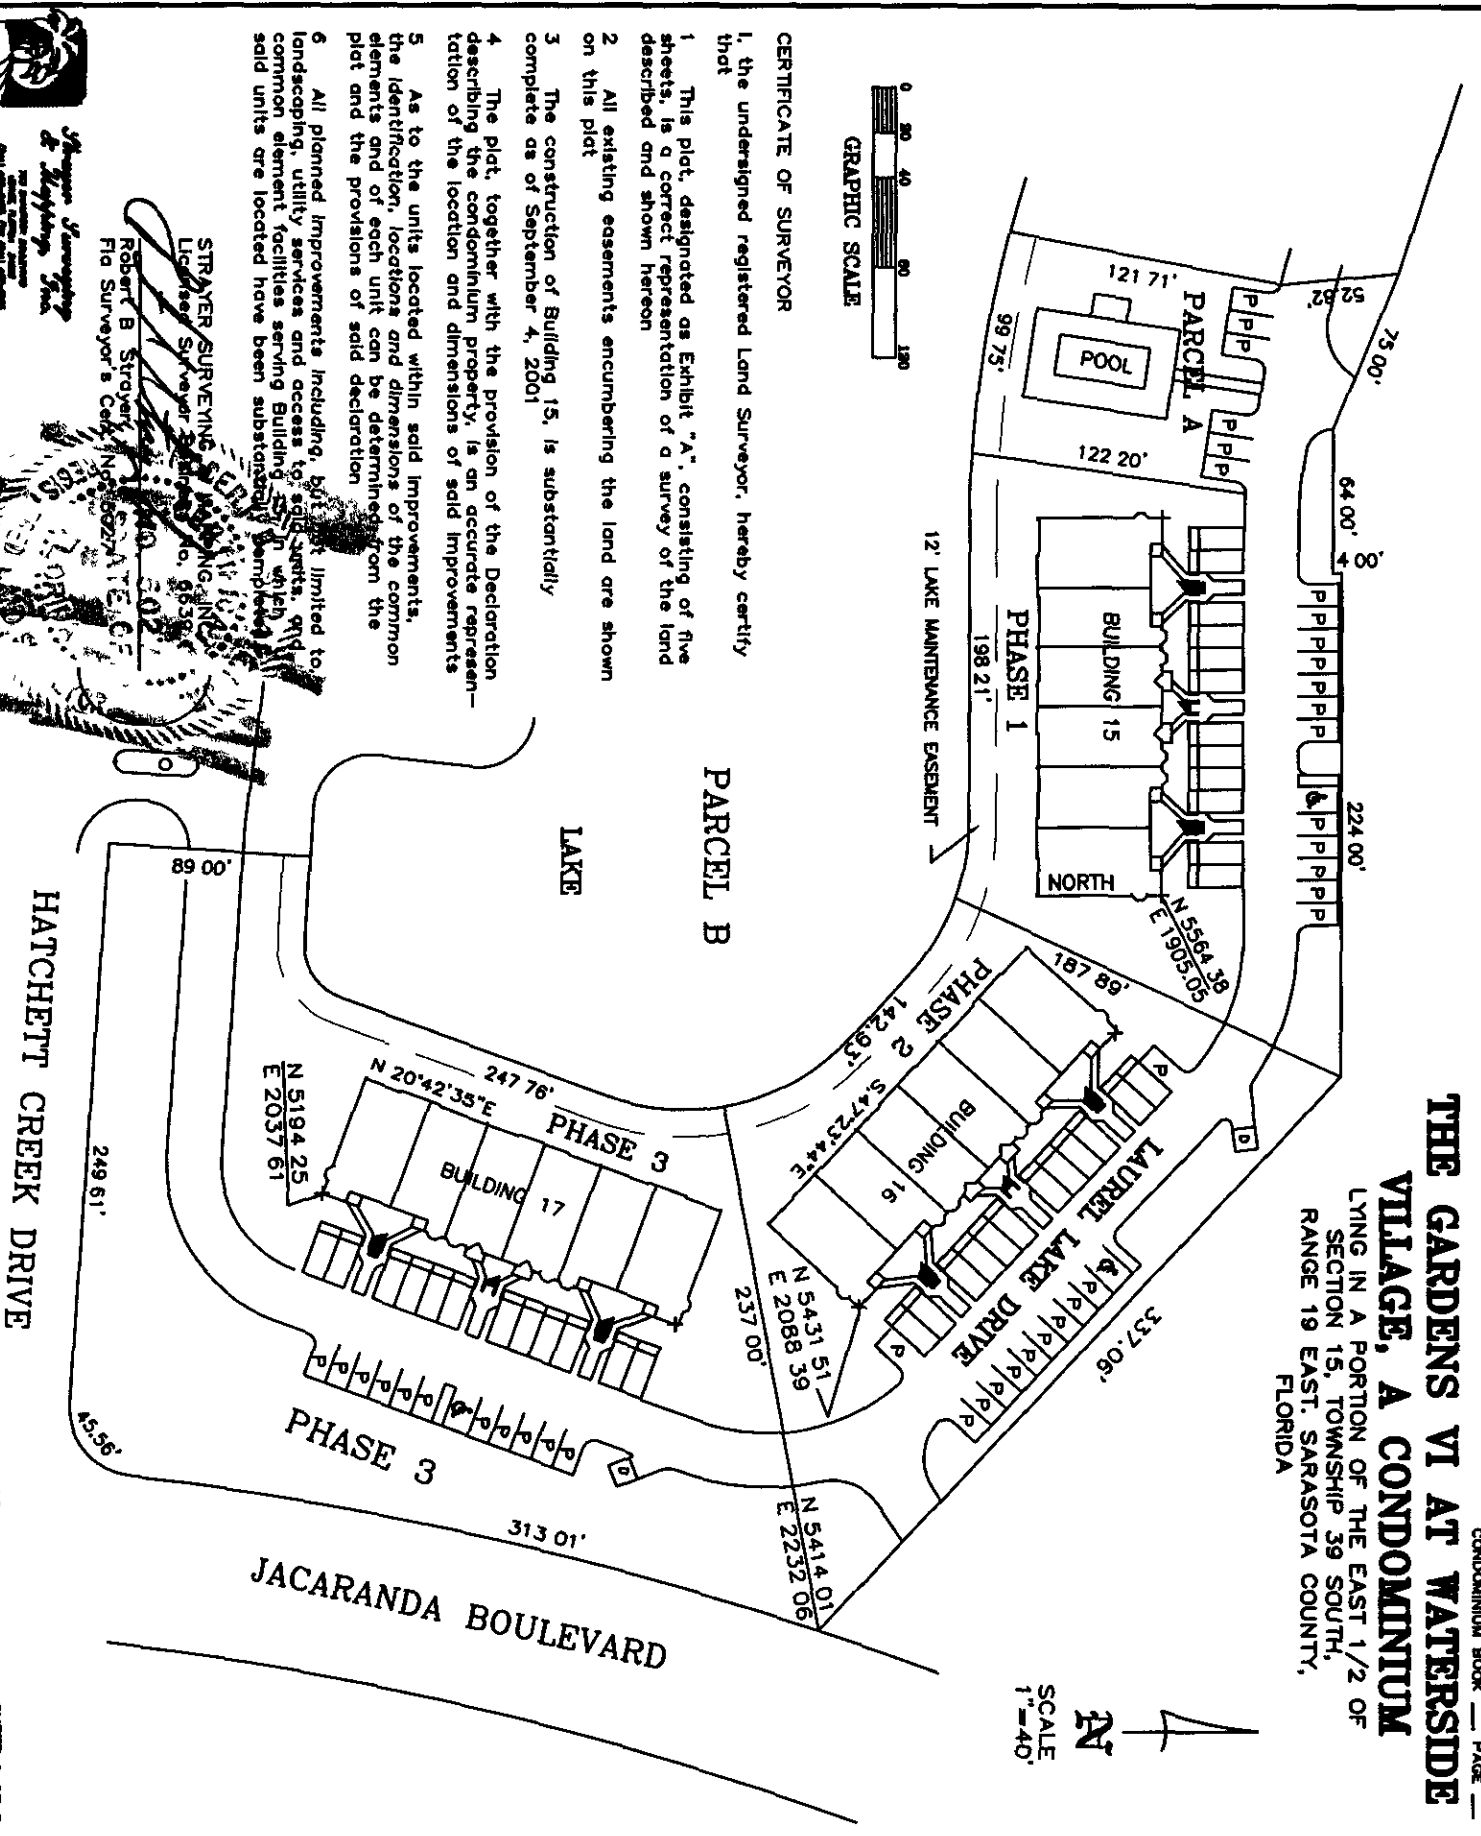 CONDOMINIUM BOOK __ PAGE __
THE GARDENS VI AT WATERSIDE
VILLAGE, A CONDOMINIUM
LYING IN A PORTION OF THE EAST 1/2 OF
SECTION 15, TOWNSHIP 39 SOUTH,
RANGE 19 EAST. SARASOTA COUNTY,
FLORIDA
SCALE
1"=40'
N
0 20 40 80 120
GRAPHIC SCALE
CERTIFICATE OF SURVEYOR
I, the undersigned registered Land Surveyor, hereby certify
that
1 This plat, designated as Exhibit "A", consisting of five
sheets, is a correct representation of a survey of the land
described and shown hereon
2 All existing easements encumbering the land are shown
on this plat
3 The construction of Building 15, is substantially
complete as of September 4, 2001
4 The plat, together with the provision of the Declaration
describing the condominium property, is an accurate represen-
tation of the location and dimensions of said improvements
5 As to the units located within said improvements,
the identification, locations and dimensions of the common
elements and of each unit can be determined from the
plat and the provisions of said declaration
6 All planned improvements including, but not limited to,
landscaping, utility services and access to said units, and
common element facilities serving Building in which
said units are located have been substantially completed
STRAYER SURVEYING & MAPPING, INC
Licensed Surveyor Business No. 6639
Robert B Strayer,
Fla Surveyor's Cert No 5027
Strayer Surveying
& Mapping, Inc.
75.00'
52.82'
64 00'
4 00'
224 00'
121 71'
PARCEL A
POOL
99 75'
122 20'
P P P
P P P
P P P P P P
P P P P P
12' LAKE MAINTENANCE EASEMENT
198 21'
PHASE 1
BUILDING 15
NORTH
N 5564 38
E 1905.05
187 89'
PHASE 2
142.93'
S.47°23'44"E
BUILDING
16
P
LAUREL LAKE DRIVE
D
337.06'
P P P P P P P
P
N 5431 51
E 2088 39
237 00'
N 5414 01
E 2232 06
PARCEL B
LAKE
247 76'
N 20°42'35"E
PHASE 3
BUILDING 17
N 5194 25
E 2037 61
P P P P P P
P P P P P
D
PHASE 3
89 00'
249 61'
45.56'
313 01'
HATCHETT CREEK DRIVE
JACARANDA BOULEVARD